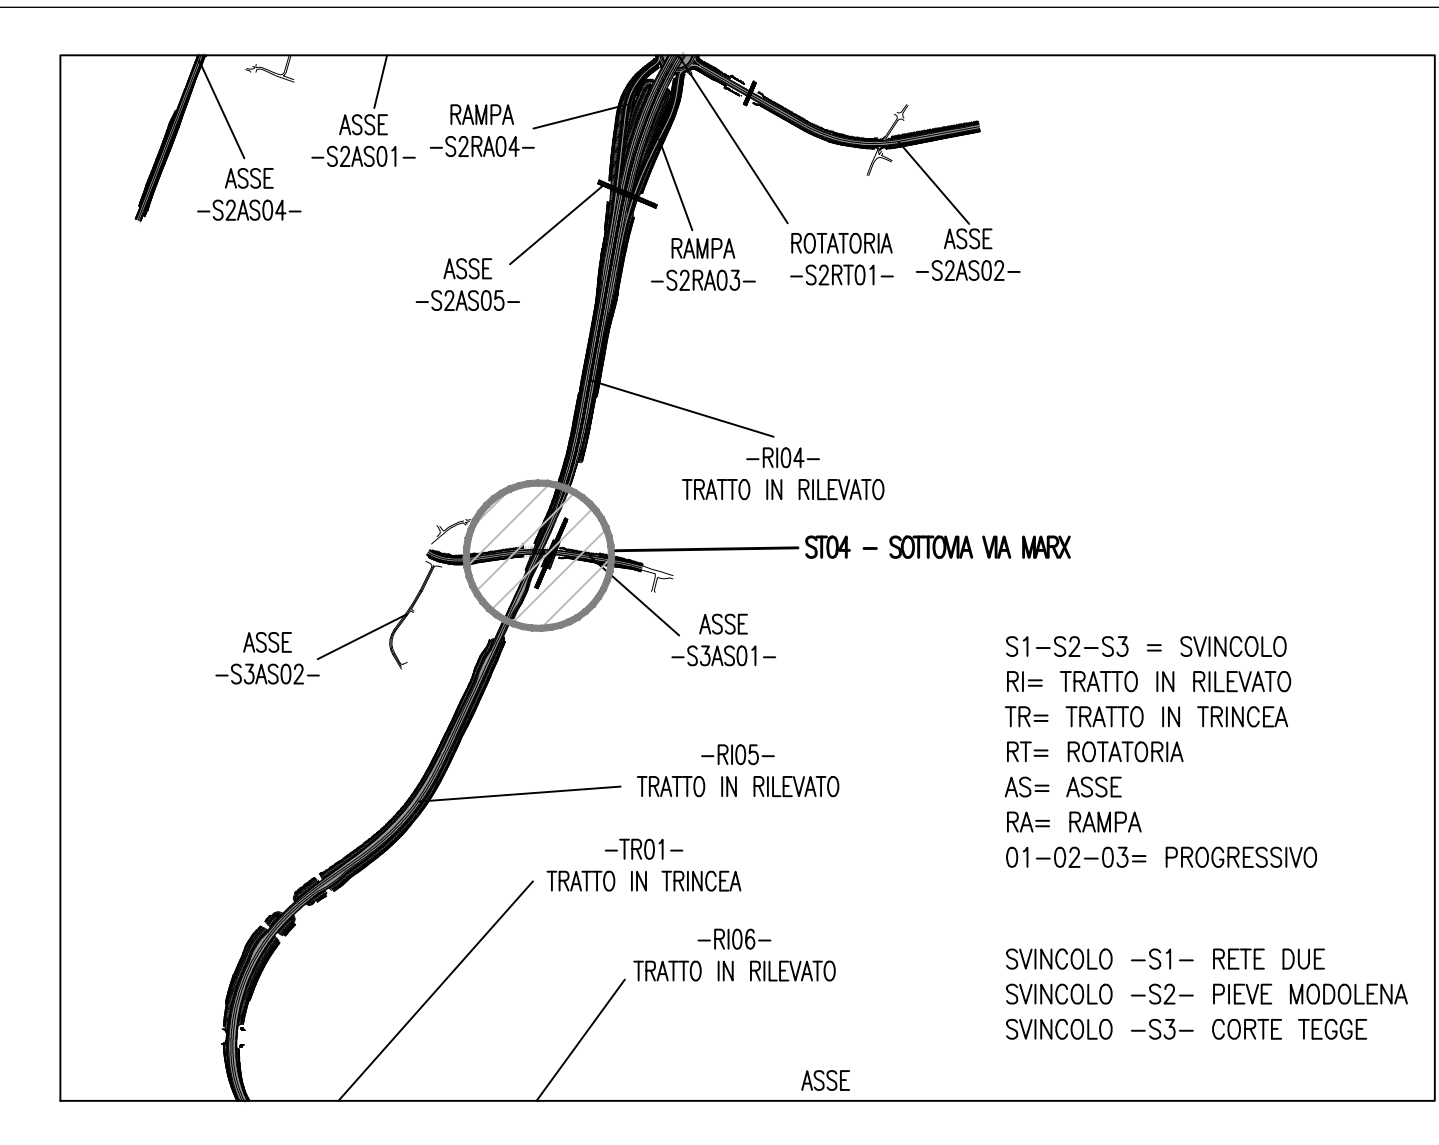 ASSE
-S2AS04-
ASSE
-S2AS01-
RAMPA
-S2RA04-
ASSE
-S2AS05-
RAMPA
-S2RA03-
ROTATORIA
-S2RT01-
ASSE
-S2AS02-
-RI04-
TRATTO IN RILEVATO
ST04 - SOTTOVIA VIA MARX
ASSE
-S3AS02-
ASSE
-S3AS01-
-RI05-
TRATTO IN RILEVATO
-TR01-
TRATTO IN TRINCEA
-RI06-
TRATTO IN RILEVATO
ASSE
S1-S2-S3 = SVINCOLO
RI= TRATTO IN RILEVATO
TR= TRATTO IN TRINCEA
RT= ROTATORIA
AS= ASSE
RA= RAMPA
01-02-03= PROGRESSIVO
SVINCOLO -S1- RETE DUE
SVINCOLO -S2- PIEVE MODOLENA
SVINCOLO -S3- CORTE TEGGE